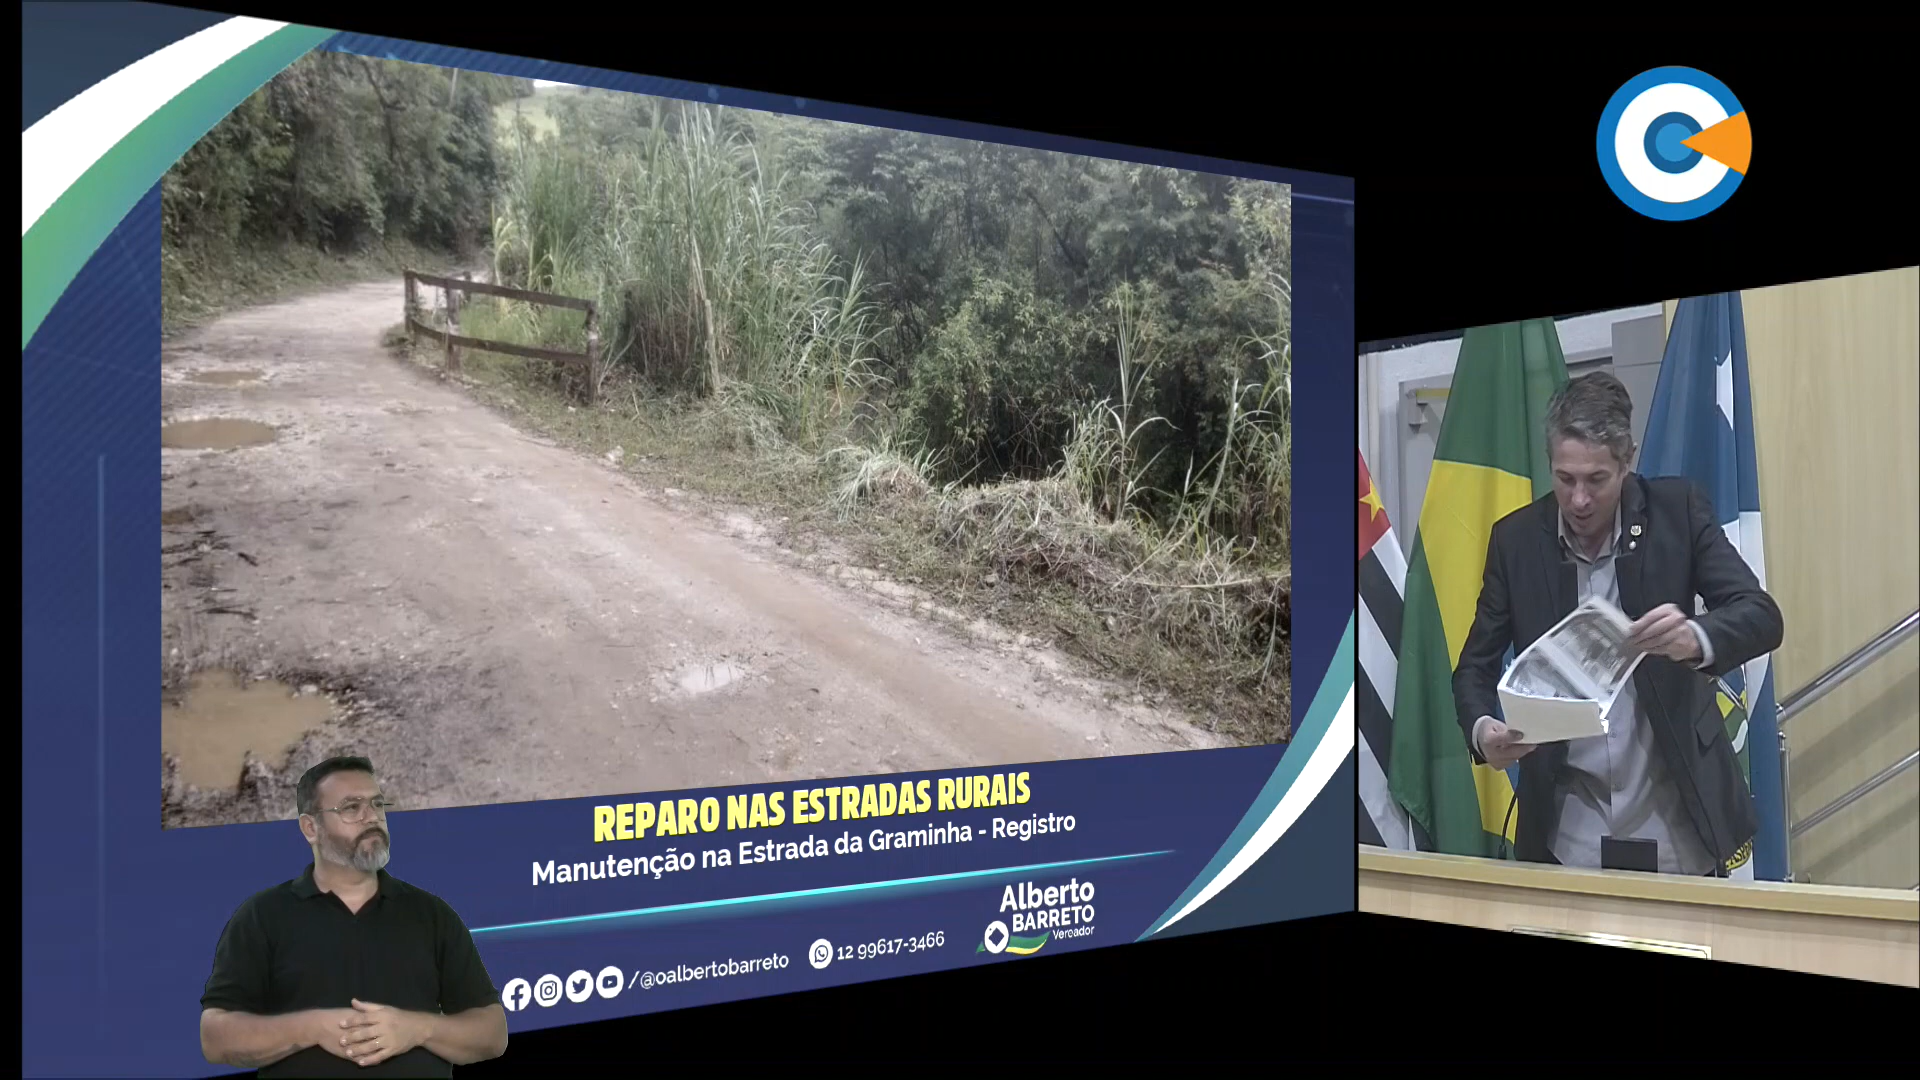 REPARO NAS ESTRADAS RURAIS
Manutenção na Estrada da Graminha - Registro
Alberto
BARRETO
Vereador
/@oalbertobarreto
12 99617-3466